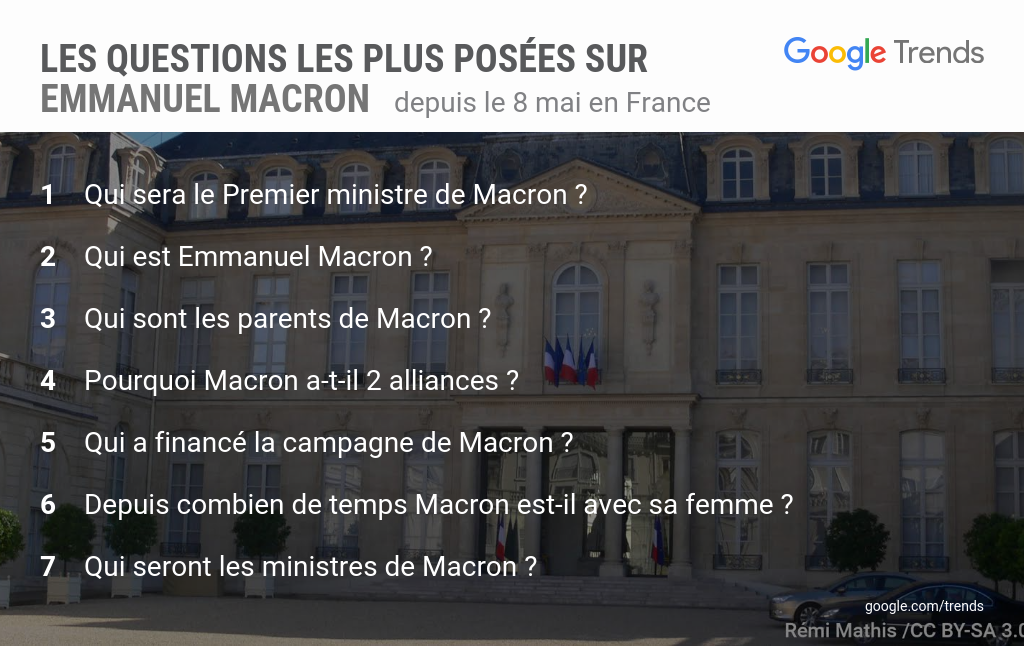 LES QUESTIONS LES PLUS POSÉES SUR
Google Trends
EMMANUEL MACRON depuis le 8 mai en France
1 Qui sera le Premier ministre de Macron ?
2 Qui est Emmanuel Macron ?
3 Qui sont les parents de Macron ?
4 Pourquoi Macron a-t-il 2 alliances ?
5 Qui a financé la campagne de Macron ?
6 Depuis combien de temps Macron est-il avec sa femme ?
7 Qui seront les ministres de Macron ?
google.com/trends
Rémi Mathis /CC BY-SA 3.0